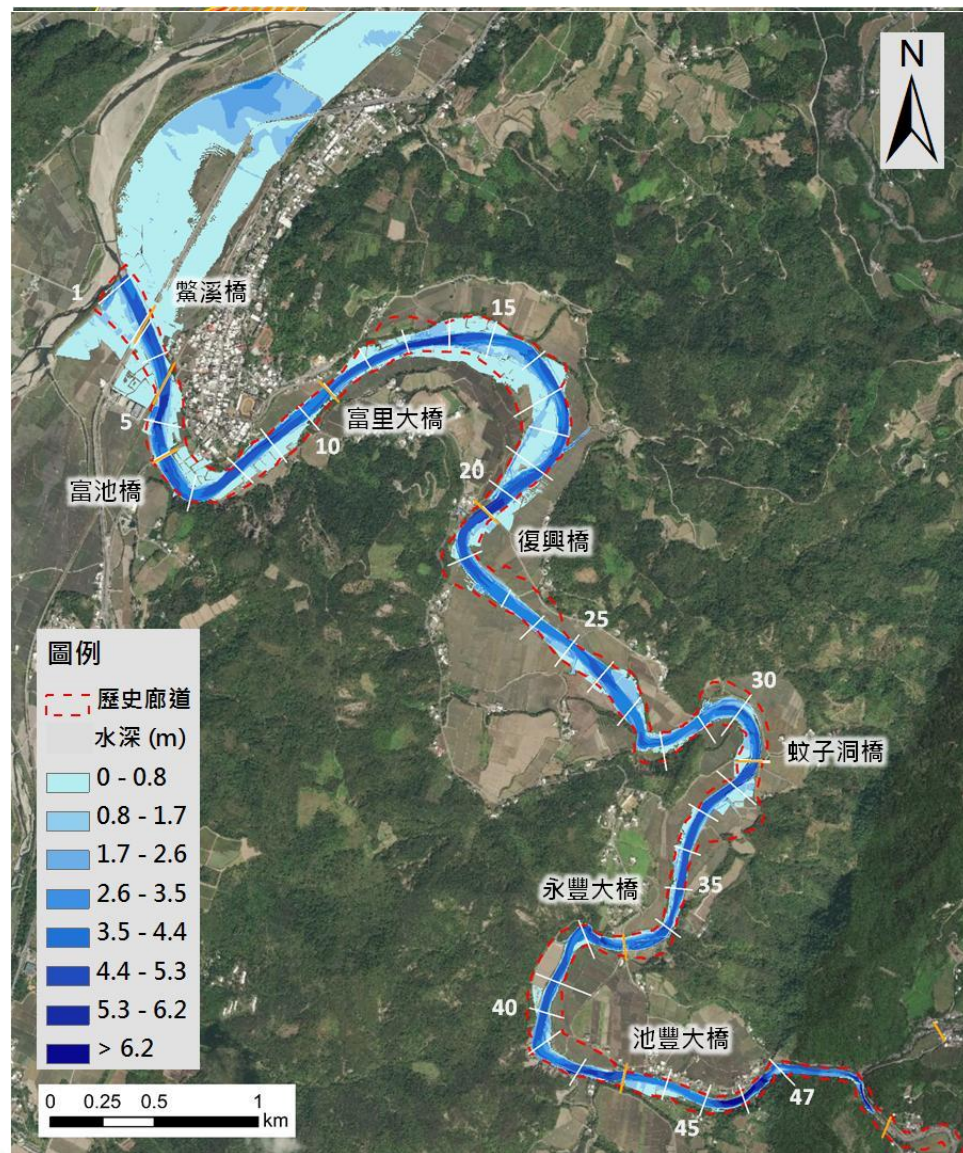 N
1
鱉溪橋
15
5
富里大橋
10
富池橋
20
復興橋
25
30
蚊子洞橋
永豐大橋
35
40
池豐大橋
47
45
圖例
歷史廊道
水深 (m)
0 - 0.8
0.8 - 1.7
1.7 - 2.6
2.6 - 3.5
3.5 - 4.4
4.4 - 5.3
5.3 - 6.2
> 6.2
0 0.25 0.5 1
km